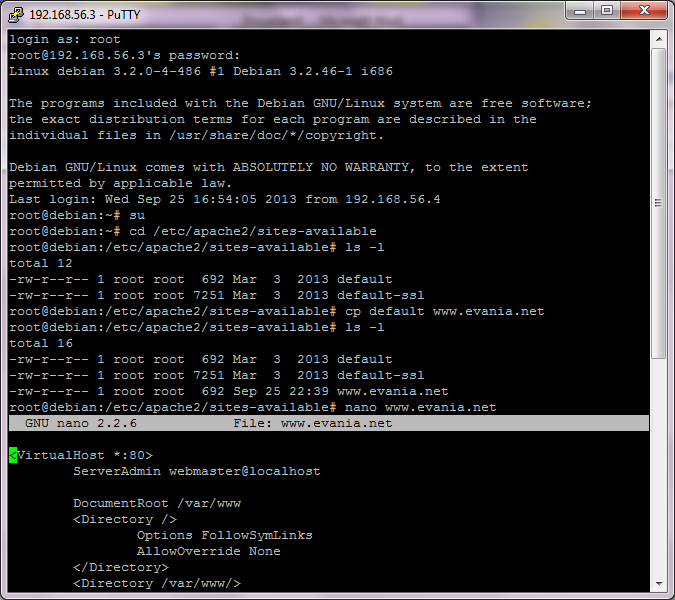 192.168.56.3 - PuTTY
login as: root
root@192.168.56.3's password:
Linux debian 3.2.0-4-486 #1 Debian 3.2.46-1 i686

The programs included with the Debian GNU/Linux system are free software;
the exact distribution terms for each program are described in the
individual files in /usr/share/doc/*/copyright.

Debian GNU/Linux comes with ABSOLUTELY NO WARRANTY, to the extent
permitted by applicable law.
Last login: Wed Sep 25 16:54:05 2013 from 192.168.56.4
root@debian:~# su
root@debian:~# cd /etc/apache2/sites-available
root@debian:/etc/apache2/sites-available# ls -l
total 12
-rw-r--r-- 1 root root  692 Mar  3  2013 default
-rw-r--r-- 1 root root 7251 Mar  3  2013 default-ssl
root@debian:/etc/apache2/sites-available# cp default www.evania.net
root@debian:/etc/apache2/sites-available# ls -l
total 16
-rw-r--r-- 1 root root  692 Mar  3  2013 default
-rw-r--r-- 1 root root 7251 Mar  3  2013 default-ssl
-rw-r--r-- 1 root root  692 Sep 25 22:39 www.evania.net
root@debian:/etc/apache2/sites-available# nano www.evania.net
  GNU nano 2.2.6            File: www.evania.net

<VirtualHost *:80>
        ServerAdmin webmaster@localhost

        DocumentRoot /var/www
        <Directory />
                Options FollowSymLinks
                AllowOverride None
        </Directory>
        <Directory /var/www/>